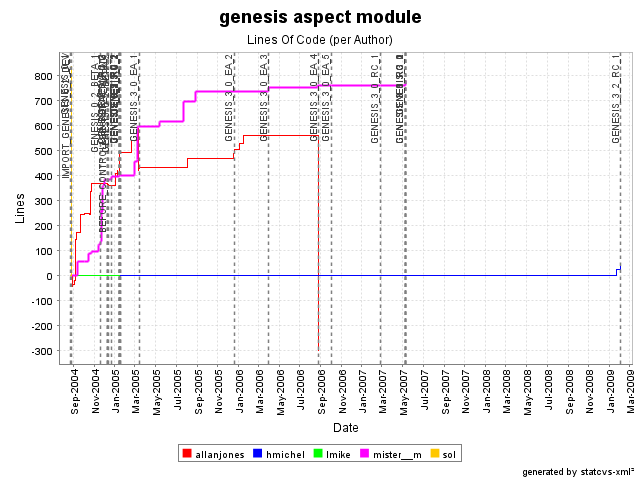 genesis aspect module
Lines Of Code (per Author)
Lines
800
700
600
500
400
300
200
100
0
-100
-200
-300
GENESIS_3_0_EA_1
GENESIS_3_0_EA_2
GENESIS_3_0_EA_3
GENESIS_3_0_EA_4
GENESIS_3_0_EA_5
GENESIS_3_0_RC_1
GENESIS_3_2_RC_1
Sep-2004
Nov-2004
Jan-2005
Mar-2005
May-2005
Jul-2005
Sep-2005
Nov-2005
Jan-2006
Mar-2006
May-2006
Jul-2006
Sep-2006
Nov-2006
Jan-2007
Mar-2007
May-2007
Jul-2007
Sep-2007
Nov-2007
Jan-2008
Mar-2008
May-2008
Jul-2008
Sep-2008
Nov-2008
Jan-2009
Mar-2009
Date
allanjones
hmichel
lmike
mister__m
sol
generated by statcvs-xml²